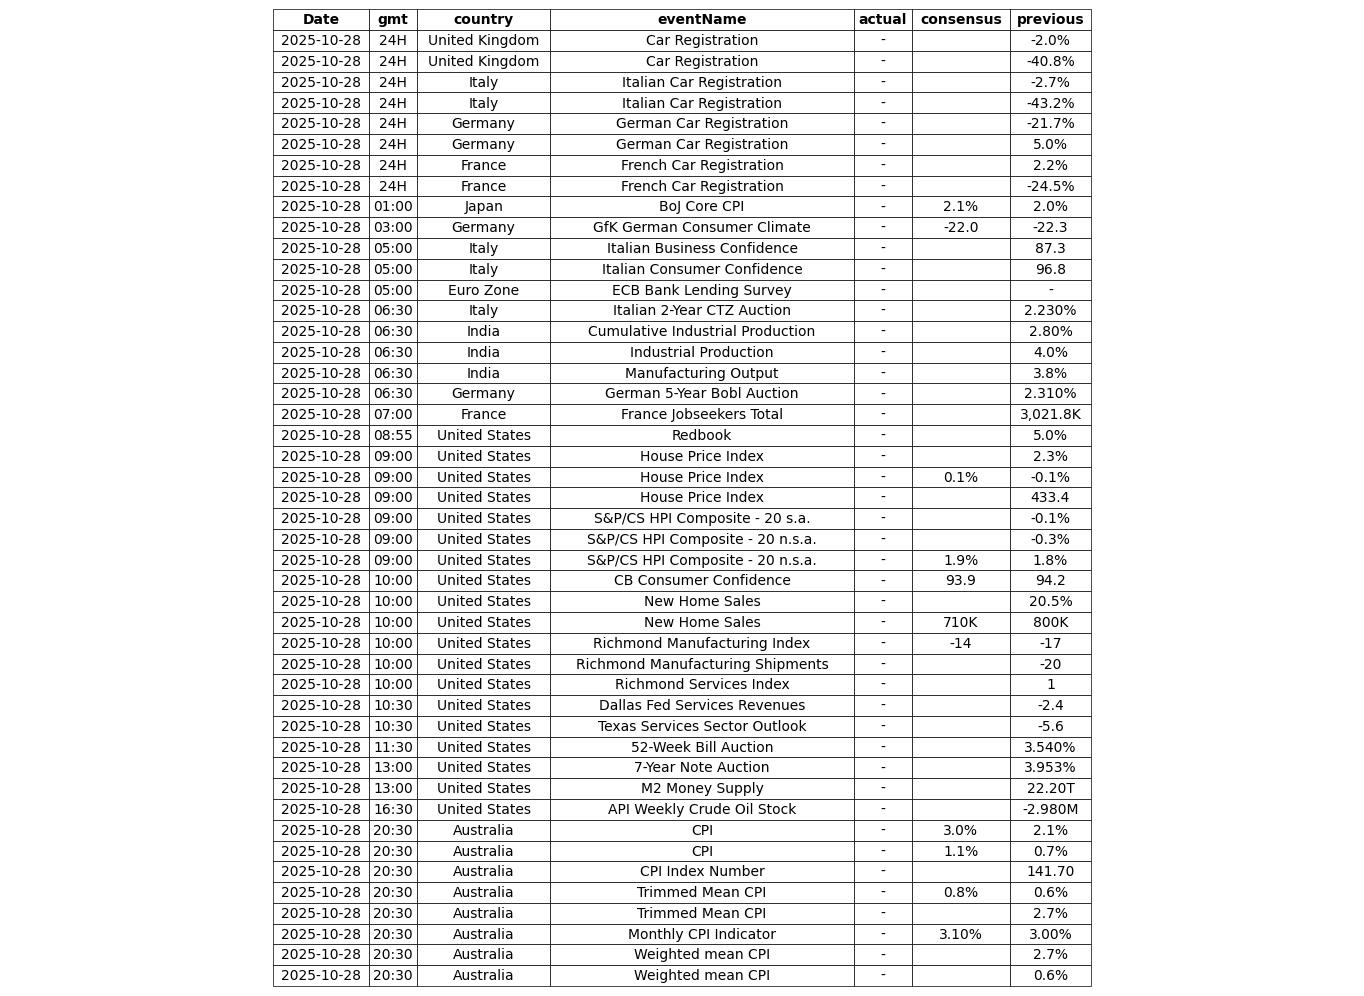 Date gmt country eventName actual consensus previous
2025-10-28 24H United Kingdom Car Registration - -2.0%
2025-10-28 24H United Kingdom Car Registration - -40.8%
2025-10-28 24H Italy Italian Car Registration - -2.7%
2025-10-28 24H Italy Italian Car Registration - -43.2%
2025-10-28 24H Germany German Car Registration - -21.7%
2025-10-28 24H Germany German Car Registration - 5.0%
2025-10-28 24H France French Car Registration - 2.2%
2025-10-28 24H France French Car Registration - -24.5%
2025-10-28 01:00 Japan BoJ Core CPI - 2.1% 2.0%
2025-10-28 03:00 Germany GfK German Consumer Climate - -22.0 -22.3
2025-10-28 05:00 Italy Italian Business Confidence - 87.3
2025-10-28 05:00 Italy Italian Consumer Confidence - 96.8
2025-10-28 05:00 Euro Zone ECB Bank Lending Survey - -
2025-10-28 06:30 Italy Italian 2-Year CTZ Auction - 2.230%
2025-10-28 06:30 India Cumulative Industrial Production - 2.80%
2025-10-28 06:30 India Industrial Production - 4.0%
2025-10-28 06:30 India Manufacturing Output - 3.8%
2025-10-28 06:30 Germany German 5-Year Bobl Auction - 2.310%
2025-10-28 07:00 France France Jobseekers Total - 3,021.8K
2025-10-28 08:55 United States Redbook - 5.0%
2025-10-28 09:00 United States House Price Index - 2.3%
2025-10-28 09:00 United States House Price Index - 0.1% -0.1%
2025-10-28 09:00 United States House Price Index - 433.4
2025-10-28 09:00 United States S&P/CS HPI Composite - 20 s.a. - -0.1%
2025-10-28 09:00 United States S&P/CS HPI Composite - 20 n.s.a. - -0.3%
2025-10-28 09:00 United States S&P/CS HPI Composite - 20 n.s.a. - 1.9% 1.8%
2025-10-28 10:00 United States CB Consumer Confidence - 93.9 94.2
2025-10-28 10:00 United States New Home Sales - 20.5%
2025-10-28 10:00 United States New Home Sales - 710K 800K
2025-10-28 10:00 United States Richmond Manufacturing Index - -14 -17
2025-10-28 10:00 United States Richmond Manufacturing Shipments - -20
2025-10-28 10:00 United States Richmond Services Index - 1
2025-10-28 10:30 United States Dallas Fed Services Revenues - -2.4
2025-10-28 10:30 United States Texas Services Sector Outlook - -5.6
2025-10-28 11:30 United States 52-Week Bill Auction - 3.540%
2025-10-28 13:00 United States 7-Year Note Auction - 3.953%
2025-10-28 13:00 United States M2 Money Supply - 22.20T
2025-10-28 16:30 United States API Weekly Crude Oil Stock - -2.980M
2025-10-28 20:30 Australia CPI - 3.0% 2.1%
2025-10-28 20:30 Australia CPI - 1.1% 0.7%
2025-10-28 20:30 Australia CPI Index Number - 141.70
2025-10-28 20:30 Australia Trimmed Mean CPI - 0.8% 0.6%
2025-10-28 20:30 Australia Trimmed Mean CPI - 2.7%
2025-10-28 20:30 Australia Monthly CPI Indicator - 3.10% 3.00%
2025-10-28 20:30 Australia Weighted mean CPI - 2.7%
2025-10-28 20:30 Australia Weighted mean CPI - 0.6%